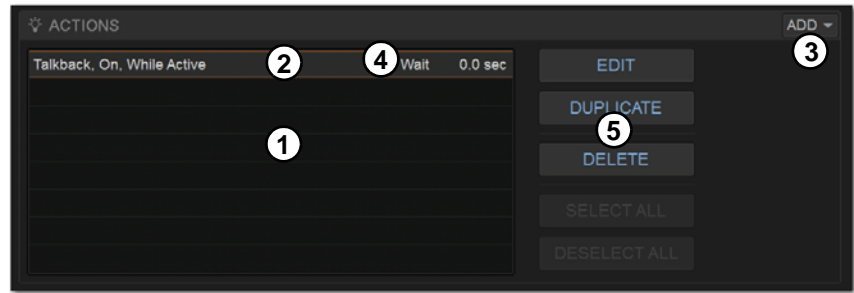 ACTIONS
ADD
3
Talkback, On, While Active
2
4
Wait
0.0 sec
1
EDIT
DUPLICATE
5
DELETE
SELECT ALL
DESELECT ALL